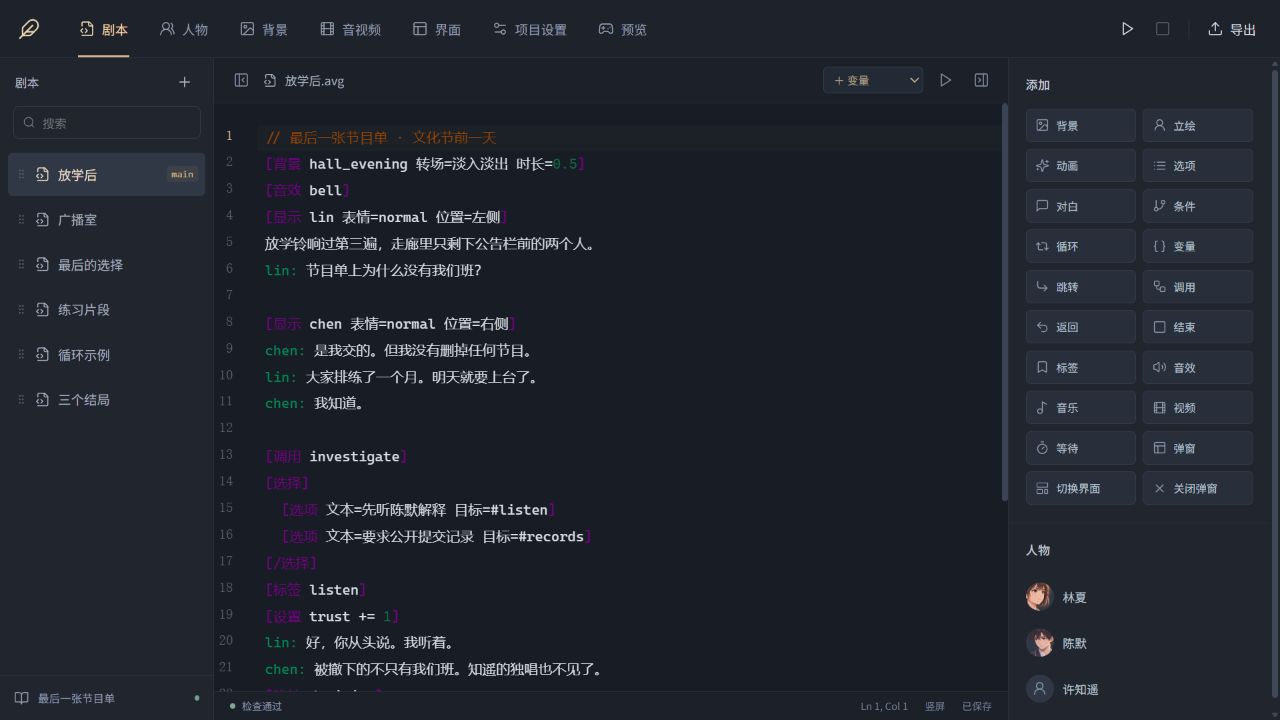 剧本 人物 背景 音视频 界面 项目设置 预览 导出
剧本
搜索
放学后 main
广播室
最后的选择
练习片段
循环示例
三个结局
最后一张节目单
放学后.avg
变量
1 // 最后一张节目单 · 文化节前一天
2 [背景 hall_evening 转场=淡入淡出 时长=0.5]
3 [音效 bell]
4 [显示 lin 表情=normal 位置=左侧]
5 放学铃响过第三遍，走廊里只剩下公告栏前的两个人。
6 lin: 节目单上为什么没有我们班？
7
8 [显示 chen 表情=normal 位置=右侧]
9 chen: 是我交的。但我没有删掉任何节目。
10 lin: 大家排练了一个月。明天就要上台了。
11 chen: 我知道。
12
13 [调用 investigate]
14 [选择]
15 [选项 文本=先听陈默解释 目标=#listen]
16 [选项 文本=要求公开提交记录 目标=#records]
17 [/选择]
18 [标签 listen]
19 [设置 trust += 1]
20 lin: 好，你从头说。我听着。
21 chen: 被撤下的不只有我们班。知遥的独唱也不见了。
检查通过
Ln 1, Col 1 竖屏 已保存
添加
背景 立绘
动画 选项
对白 条件
循环 变量
跳转 调用
返回 结束
标签 音效
音乐 视频
等待 弹窗
切换界面 关闭弹窗
人物
林夏
陈默
许知遥